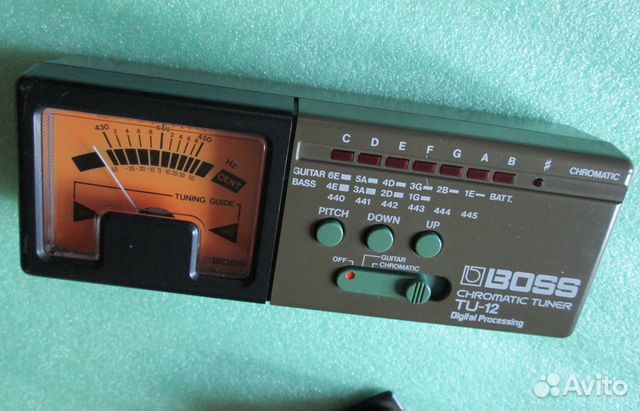 430 440 450
Hz
CENT
TUNING GUIDE
BOSS
C D E F G A B # CHROMATIC
GUITAR 6E 5A 4D 3G 2B 1E BATT.
BASS 4E 3A 2D 1G
440 441 442 443 444 445
PITCH DOWN UP
OFF GUITAR
CHROMATIC
BOSS
CHROMATIC TUNER
TU-12
Digital Processing
Avito